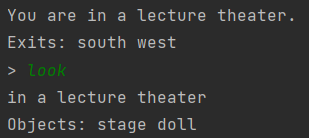 You are in a lecture theater.
Exits: south west
> look
in a lecture theater
Objects: stage doll